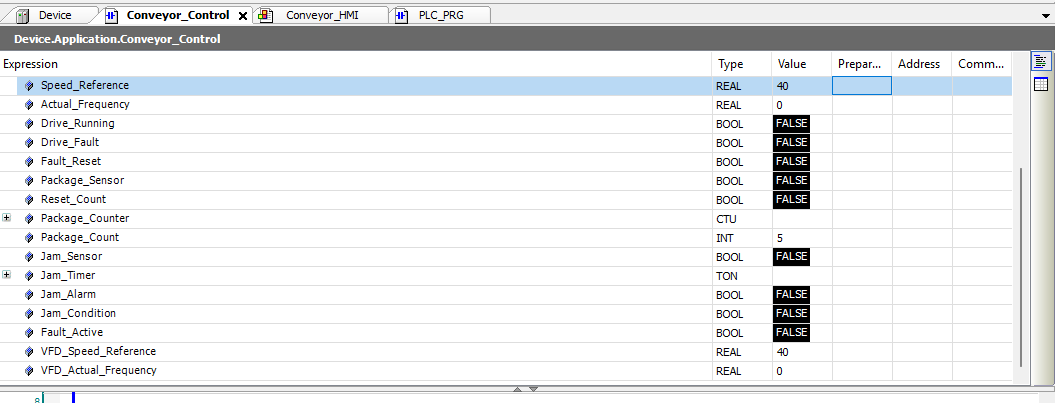 Device Conveyor_Control Conveyor_HMI PLC_PRG
Device.Application.Conveyor_Control
Expression Type Value Prepar... Address Comm...
Speed_Reference REAL 40
Actual_Frequency REAL 0
Drive_Running BOOL FALSE
Drive_Fault BOOL FALSE
Fault_Reset BOOL FALSE
Package_Sensor BOOL FALSE
Reset_Count BOOL FALSE
Package_Counter CTU
Package_Count INT 5
Jam_Sensor BOOL FALSE
Jam_Timer TON
Jam_Alarm BOOL FALSE
Jam_Condition BOOL FALSE
Fault_Active BOOL FALSE
VFD_Speed_Reference REAL 40
VFD_Actual_Frequency REAL 0